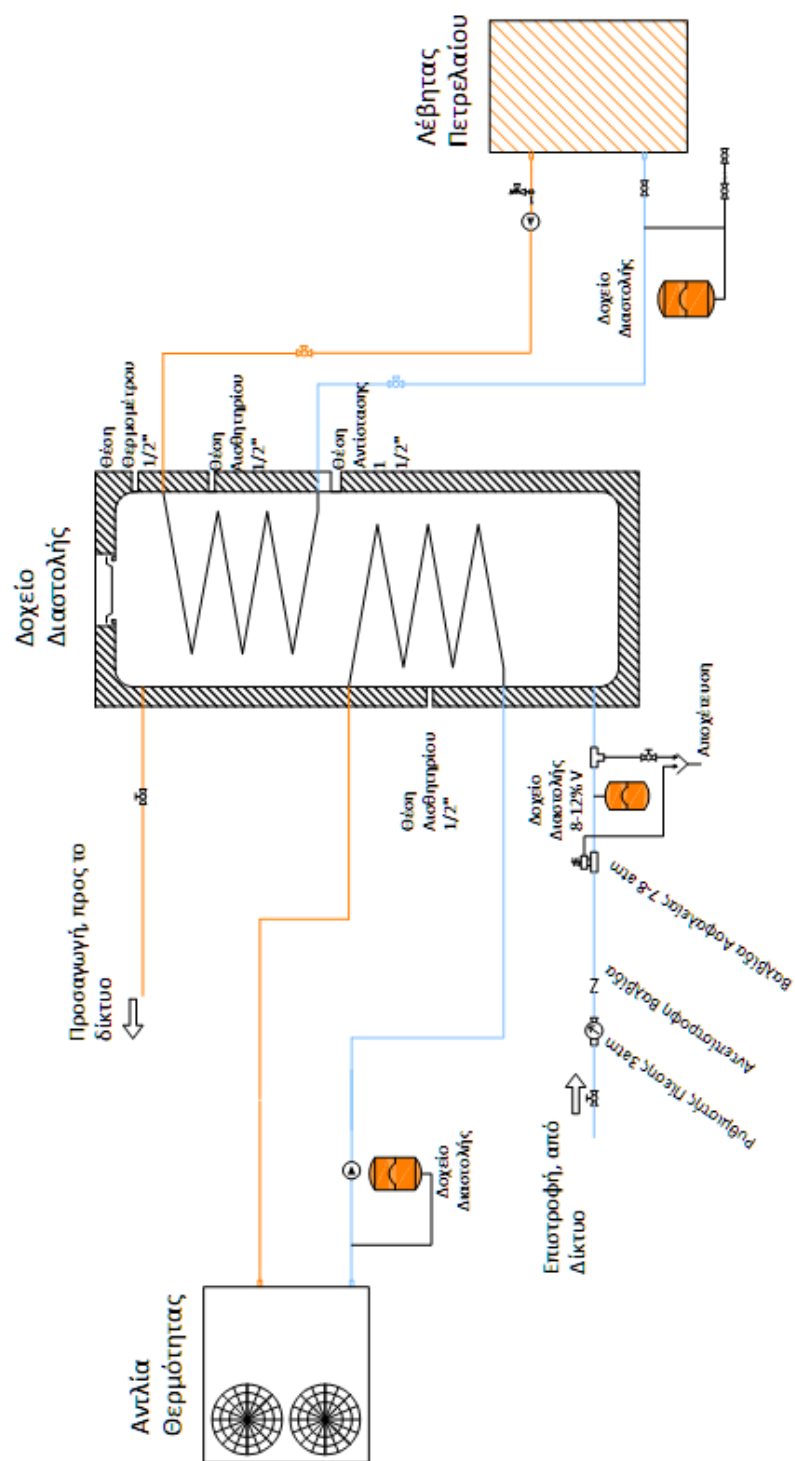 Αντλία
Θερμότητας
Προσαγωγή, προς το
δίκτυο
Δοχείο
Διαστολής
Λέβητας
Πετρελαίου
Θέση
Θερμομέτρου
1/2"
Θέση
Αισθητηρίου
1/2"
Θέση
Αντίστασης
1 1/2"
Δοχείο
Διαστολής
Θέση
Αισθητηρίου
1/2"
Δοχείο
Διαστολής
Δοχείο
Διαστολής
8-12% V
Αποχέτευση
Επιστροφή, από
Δίκτυο
Ρυθμιστής Πίεσης 3atm
Αντεπίστροφη Βαλβίδα
Βαλβίδα Ασφαλείας 7-8 atm